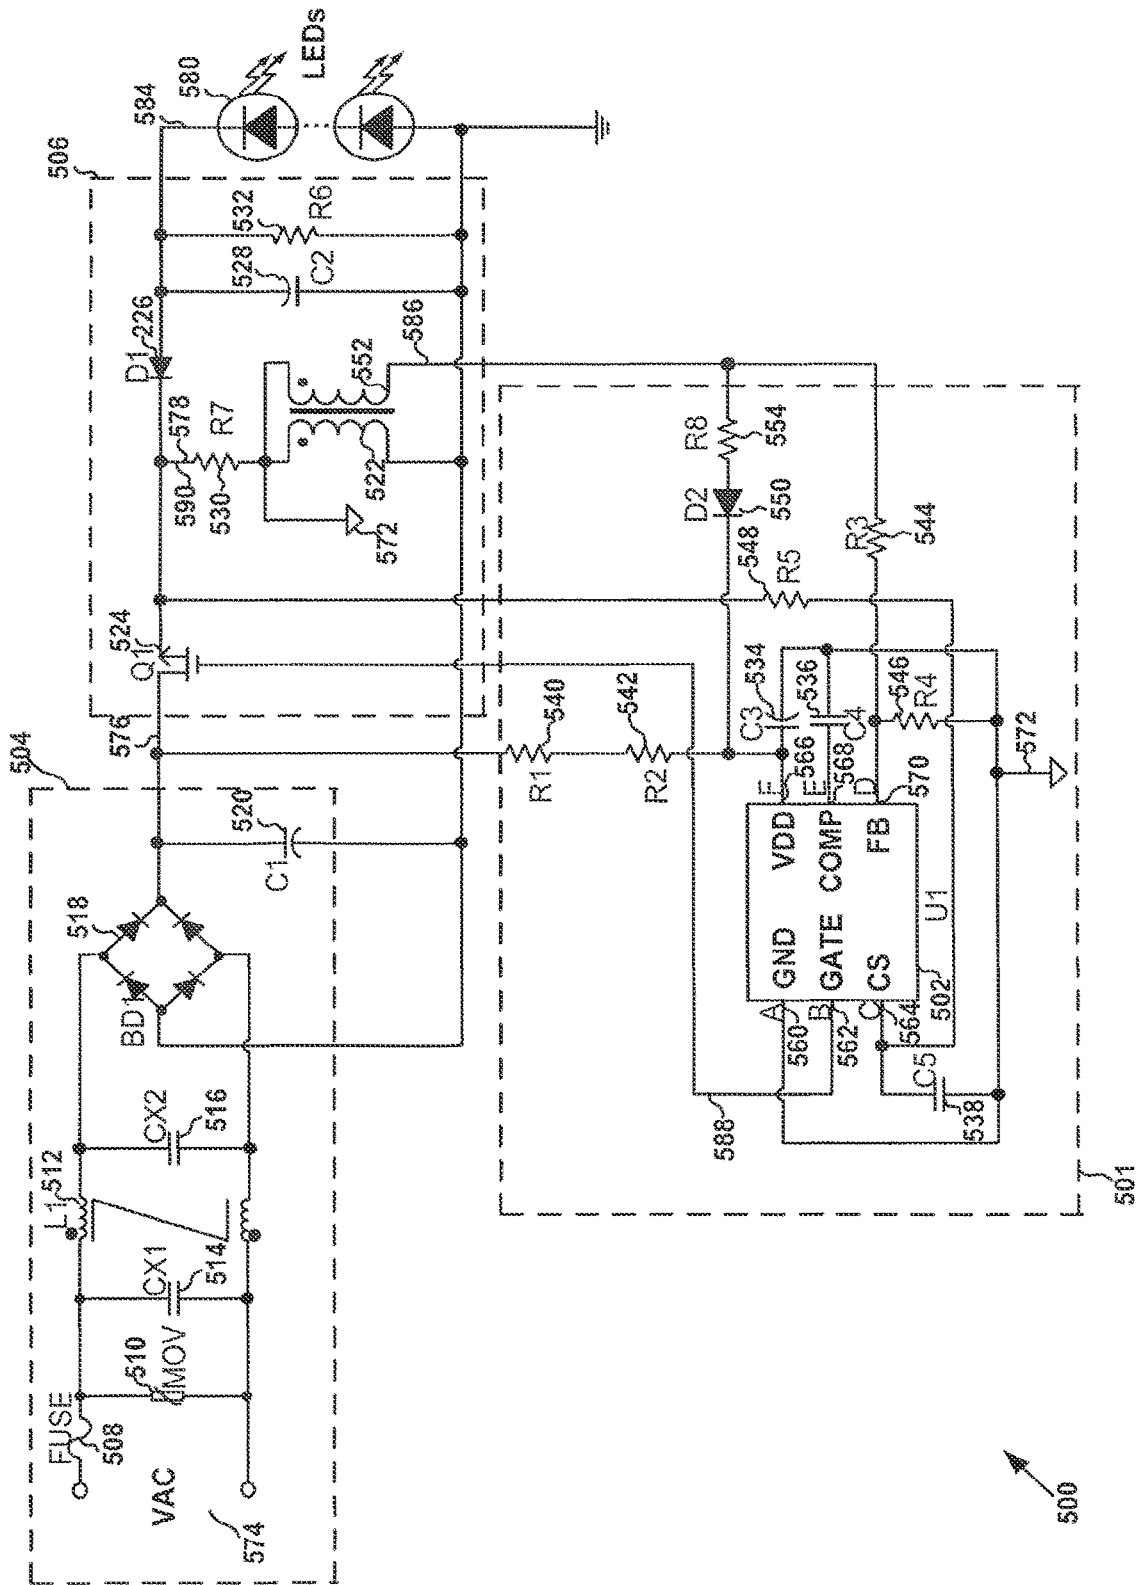 504
FUSE
508
VAC
574
510
MOV
CX1
514
L1
512
CX2
516
BD1
518
C1
520
576
506
Q1
524
590
578
530
R7
572
522
552
D1
226
528
C2
532
R6
586
584
580
LEDs
R1
540
R2
542
D2
550
R8
554
548
R5
R3
544
C3
534
536
C4
546
R4
572
F
566
E
568
D
570
VDD
COMP
FB
GND
GATE
CS
U1
502
A
560
B
562
C
564
C5
538
588
501
500